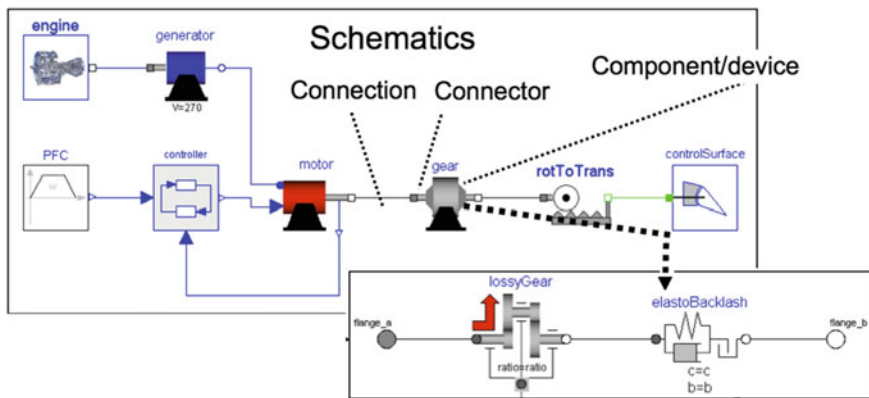 engine
generator
Schematics
Component/device
Connection
Connector
V=270
PFC
controller
motor
gear
rotToTrans
controlSurface
w
lossyGear
elastoBacklash
flange_a
flange_b
ratio=ratio
c=c
b=b